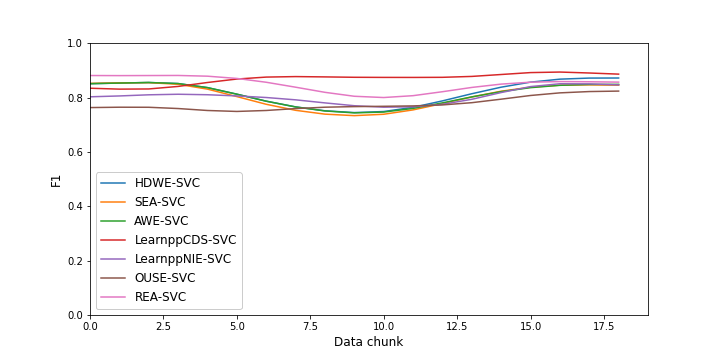 1.0
0.8
0.6
0.4
0.2
0.0
F1
HDWE-SVC
SEA-SVC
AWE-SVC
LearnppCDS-SVC
LearnppNIE-SVC
OUSE-SVC
REA-SVC
0.0 2.5 5.0 7.5 10.0 12.5 15.0 17.5
Data chunk